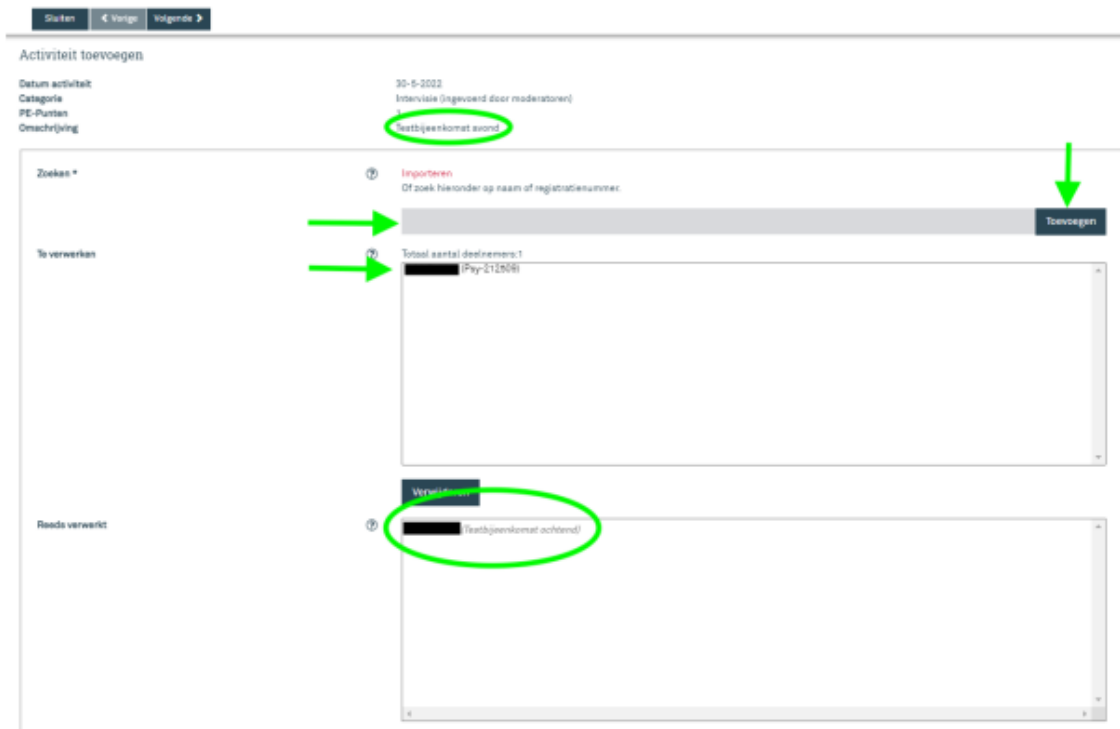 Sluiten Vorige Volgende
Activiteit toevoegen
Datum activiteit 30-5-2022
Categorie Intervisie (ingevoerd door moderatoren)
PE-Punten 1
Omschrijving Testbijeenkomst avond
Zoeken * Importeren
Of zoek hieronder op naam of registratienummer.
Toevoegen
Te verwerken Totaal aantal deelnemers:1
Verwijderen
Reeds verwerkt (Testbijeenkomst ochtend)